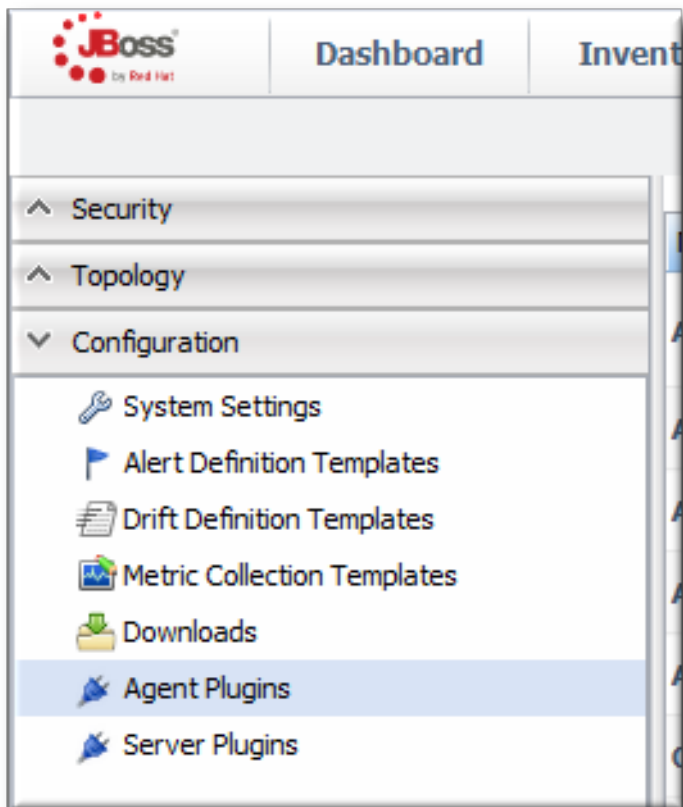 JBoss
by Red Hat
Dashboard
Invent
Security
Topology
Configuration
System Settings
Alert Definition Templates
Drift Definition Templates
Metric Collection Templates
Downloads
Agent Plugins
Server Plugins